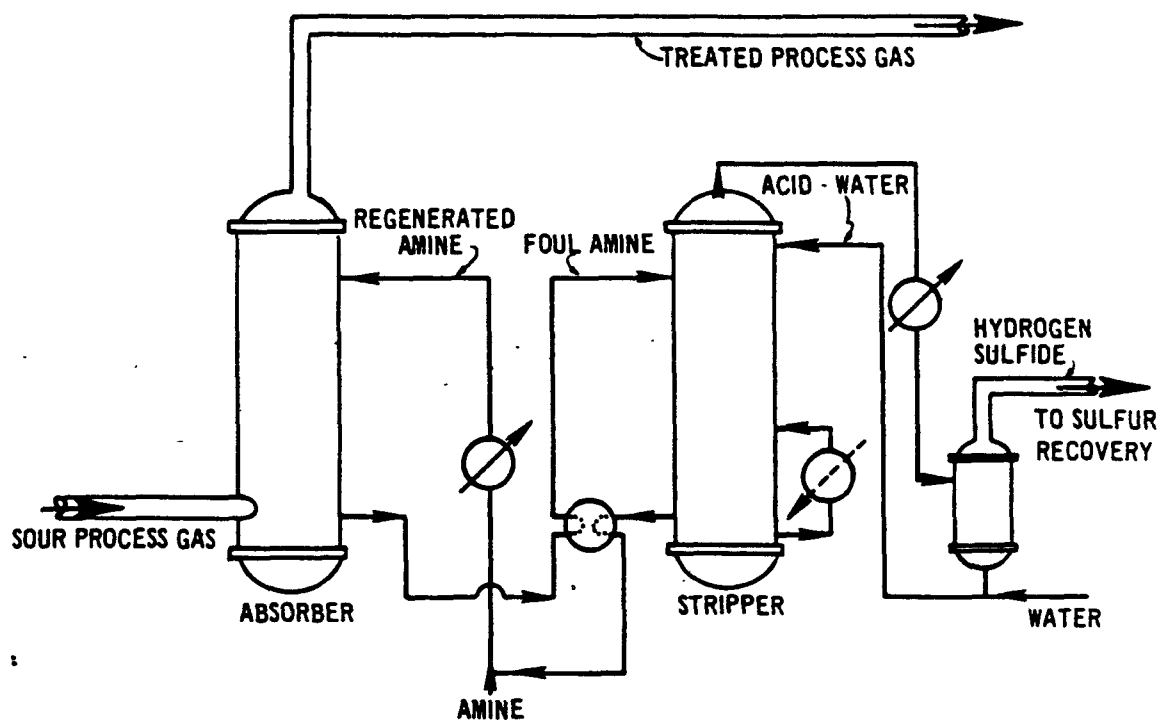 TREATED PROCESS GAS
ACID - WATER
REGENERATED
AMINE
FOUL AMINE
HYDROGEN
SULFIDE
TO SULFUR
RECOVERY
SOUR PROCESS GAS
ABSORBER
STRIPPER
WATER
AMINE